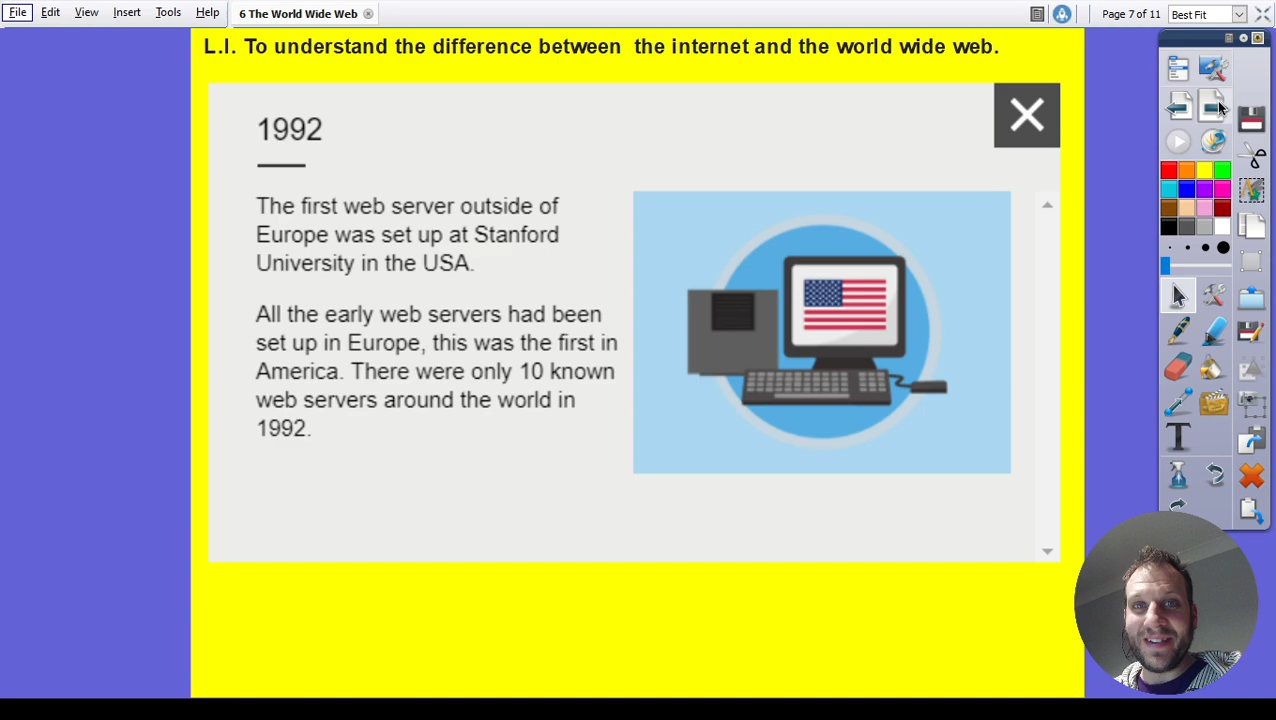 File Edit View Insert Tools Help
6 The World Wide Web
Page 7 of 11
Best Fit
L.I. To understand the difference between the internet and the world wide web.
1992
The first web server outside of
Europe was set up at Stanford
University in the USA.
All the early web servers had been
set up in Europe, this was the first in
America. There were only 10 known
web servers around the world in
1992.
T